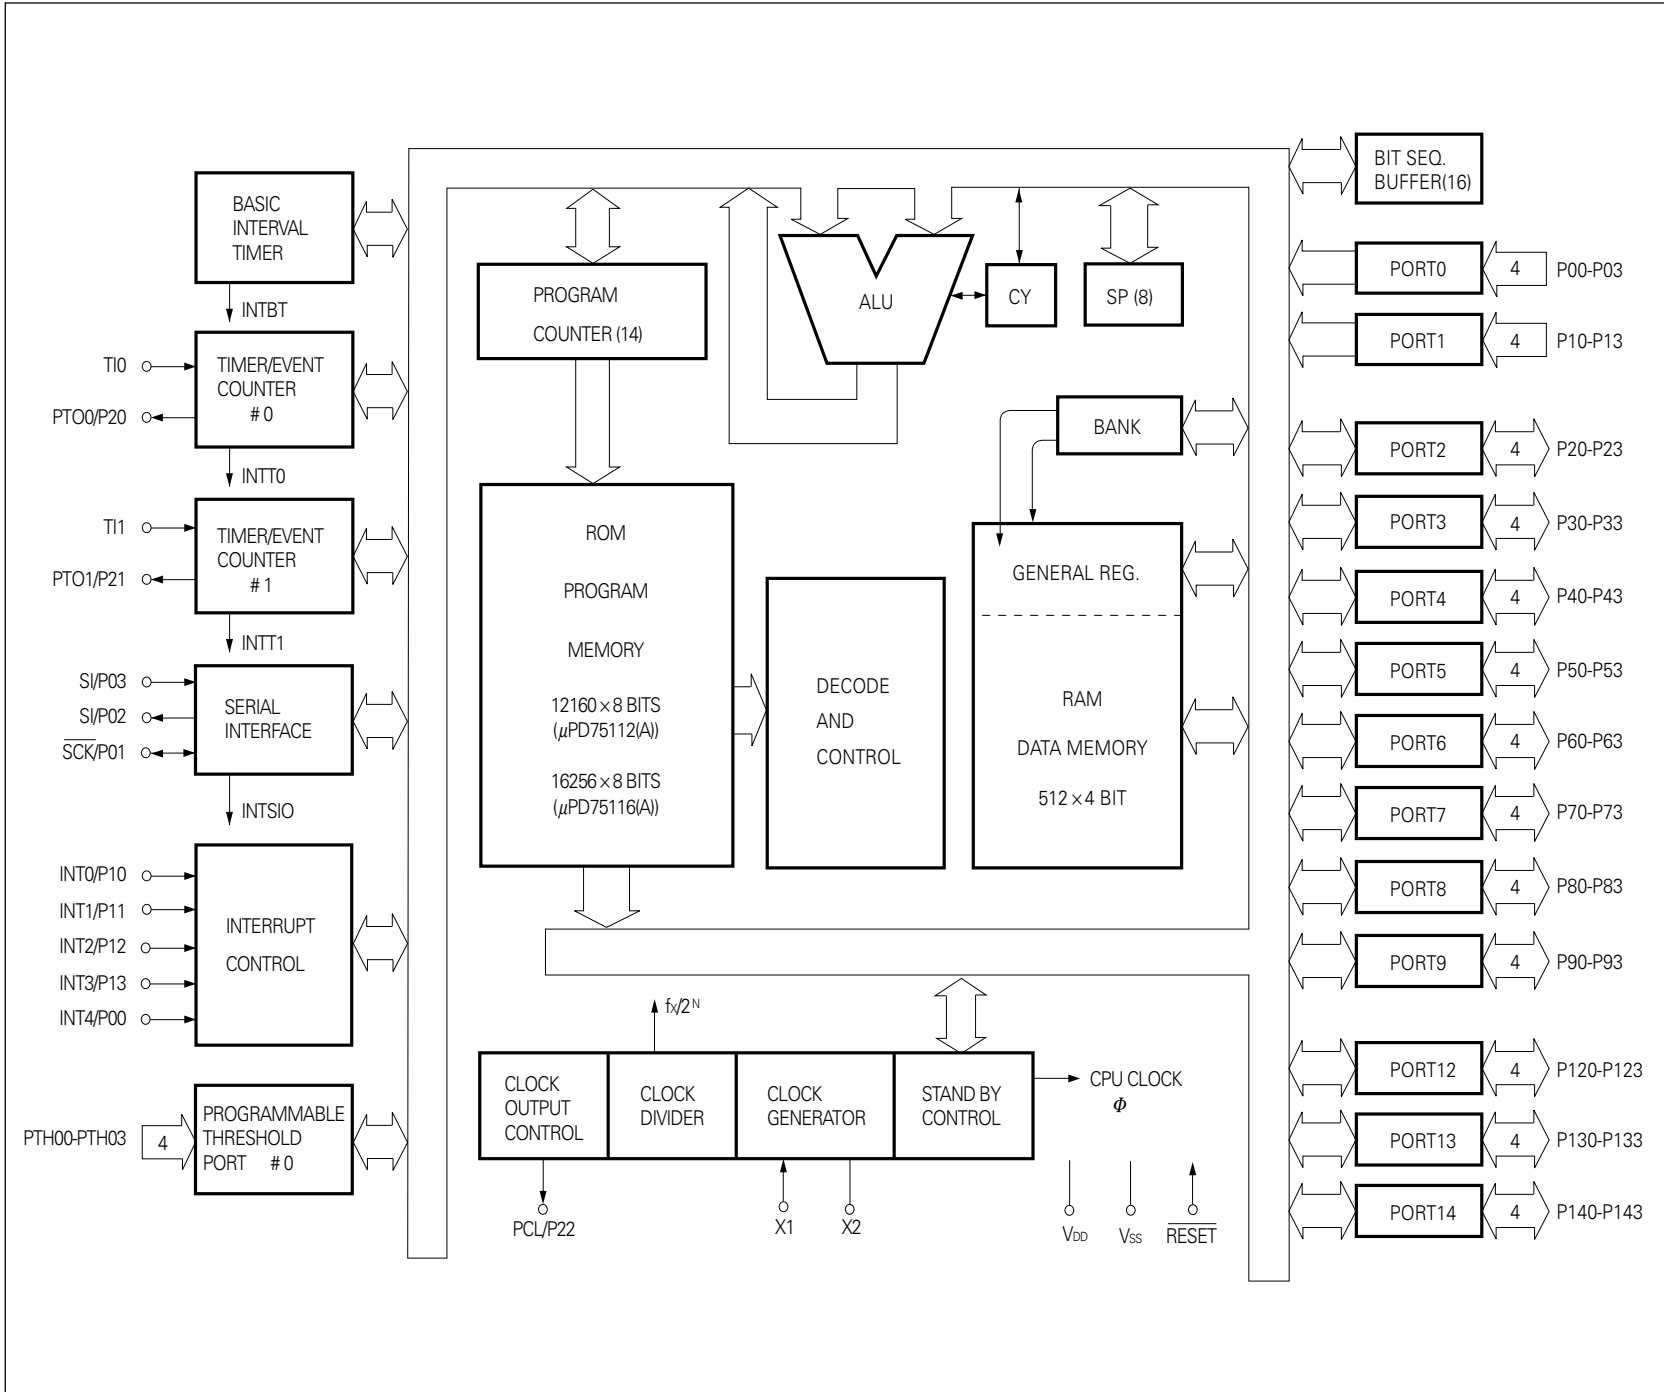 BASIC
INTERVAL
TIMER
INTBT
TI0
PTO0/P20
TIMER/EVENT
COUNTER
# 0
INTT0
TI1
PTO1/P21
TIMER/EVENT
COUNTER
# 1
INTT1
SI/P03
SI/P02
SCK/P01
SERIAL
INTERFACE
INTSIO
INT0/P10
INT1/P11
INT2/P12
INT3/P13
INT4/P00
INTERRUPT
CONTROL
PTH00-PTH03
4
PROGRAMMABLE
THRESHOLD
PORT # 0
PROGRAM
COUNTER (14)
ALU
CY
SP (8)
BANK
ROM
PROGRAM
MEMORY
12160 × 8 BITS
(µPD75112(A))
16256 × 8 BITS
(µPD75116(A))
DECODE
AND
CONTROL
GENERAL REG.
RAM
DATA MEMORY
512 × 4 BIT
fx/2ᴺ
CLOCK
OUTPUT
CONTROL
CLOCK
DIVIDER
CLOCK
GENERATOR
STAND BY
CONTROL
CPU CLOCK
Φ
PCL/P22
X1
X2
VDD
VSS
RESET
BIT SEQ.
BUFFER(16)
PORT0 4 P00-P03
PORT1 4 P10-P13
PORT2 4 P20-P23
PORT3 4 P30-P33
PORT4 4 P40-P43
PORT5 4 P50-P53
PORT6 4 P60-P63
PORT7 4 P70-P73
PORT8 4 P80-P83
PORT9 4 P90-P93
PORT12 4 P120-P123
PORT13 4 P130-P133
PORT14 4 P140-P143